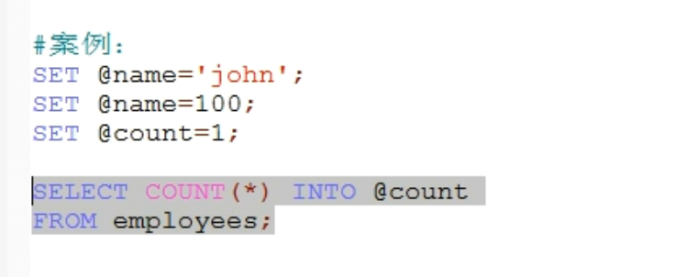 #案例：
SET @name='john';
SET @name=100;
SET @count=1;
SELECT COUNT(*) INTO @count
FROM employees;